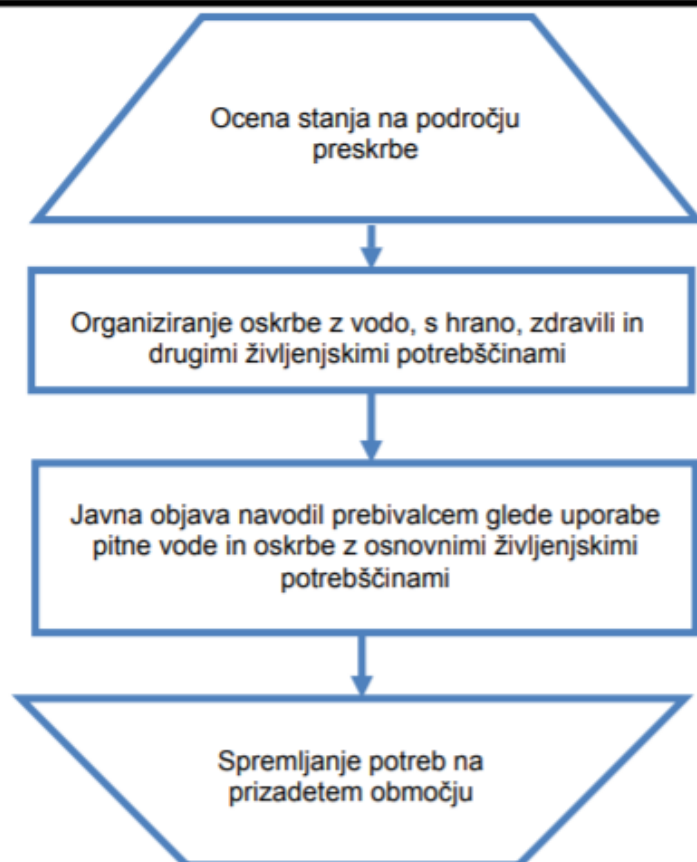 Ocena stanja na področju
preskrbe
Organiziranje oskrbe z vodo, s hrano, zdravili in
drugimi življenjskimi potrebščinami
Javna objava navodil prebivalcem glede uporabe
pitne vode in oskrbe z osnovnimi življenjskimi
potrebščinami
Spremljanje potreb na
prizadetem območju